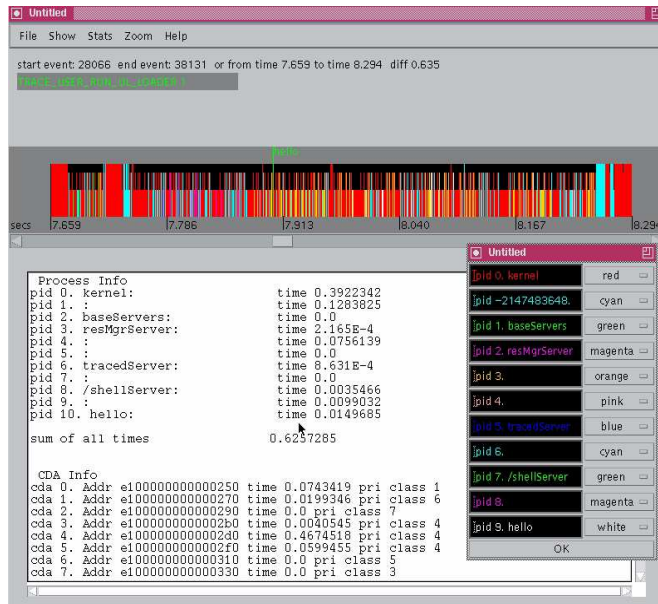 Untitled
File Show Stats Zoom Help
start event: 28066 end event: 38131 or from time 7.659 to time 8.294 diff 0.635
TRACE_USER_RUN_UL_LOADER
hello
secs 7.659 7.786 7.913 8.040 8.167 8.294
Process Info
pid 0. kernel: time 0.3922342
pid 1. : time 0.1283825
pid 2. baseServers: time 0.0
pid 3. resMgrServer: time 2.165E-4
pid 4. : time 0.0756139
pid 5. : time 0.0
pid 6. tracedServer: time 8.631E-4
pid 7. : time 0.0
pid 8. /shellServer: time 0.0035466
pid 9. : time 0.0099032
pid 10. hello: time 0.0149685
sum of all times 0.6257285
CDA Info
cda 0. Addr e100000000000250 time 0.0743419 pri class 1
cda 1. Addr e100000000000270 time 0.0199346 pri class 6
cda 2. Addr e100000000000290 time 0.0 pri class 7
cda 3. Addr e1000000000002b0 time 0.0040545 pri class 4
cda 4. Addr e1000000000002d0 time 0.4674518 pri class 4
cda 5. Addr e1000000000002f0 time 0.0599455 pri class 4
cda 6. Addr e100000000000310 time 0.0 pri class 5
cda 7. Addr e100000000000330 time 0.0 pri class 3
Untitled
pid 0. kernel red
pid -2147483648. cyan
pid 1. baseServers green
pid 2. resMgrServer magenta
pid 3. orange
pid 4. pink
pid 5. tracedServer blue
pid 6. cyan
pid 7. /shellServer green
pid 8. magenta
pid 9. hello white
OK